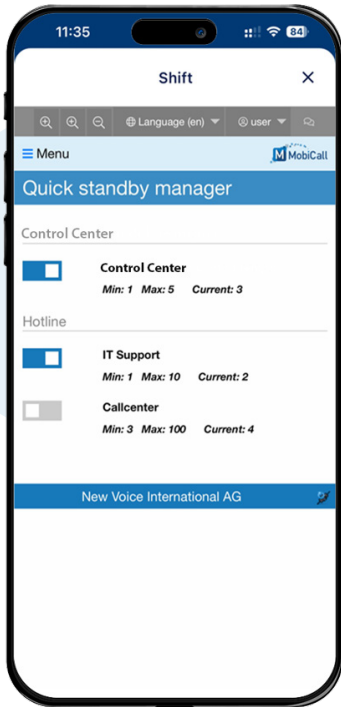 11:35 84
Shift
Language (en) user
Menu MobiCall
Quick standby manager
Control Center
Control Center
Min: 1 Max: 5 Current: 3
Hotline
IT Support
Min: 1 Max: 10 Current: 2
Callcenter
Min: 3 Max: 100 Current: 4
New Voice International AG